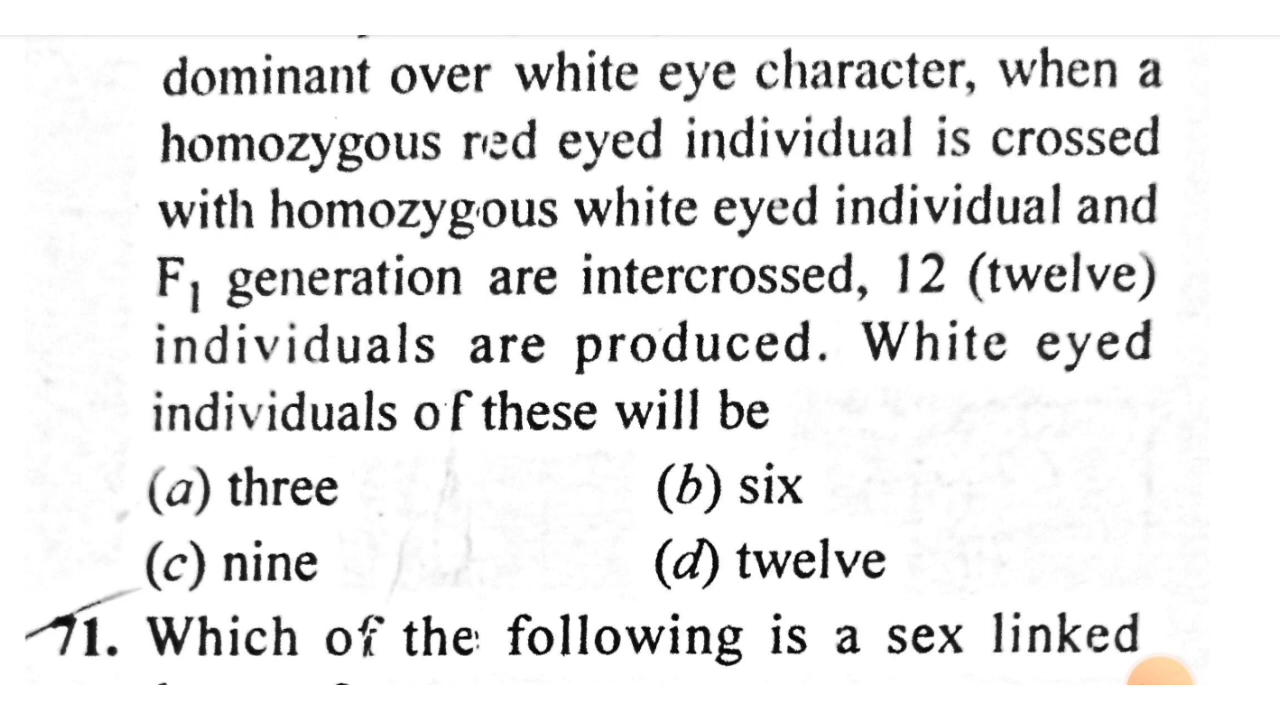 dominant over white eye character, when a
homozygous red eyed individual is crossed
with homozygous white eyed individual and
F₁ generation are intercrossed, 12 (twelve)
individuals are produced. White eyed
individuals of these will be
(a) three (b) six
(c) nine (d) twelve
71. Which of the following is a sex linked